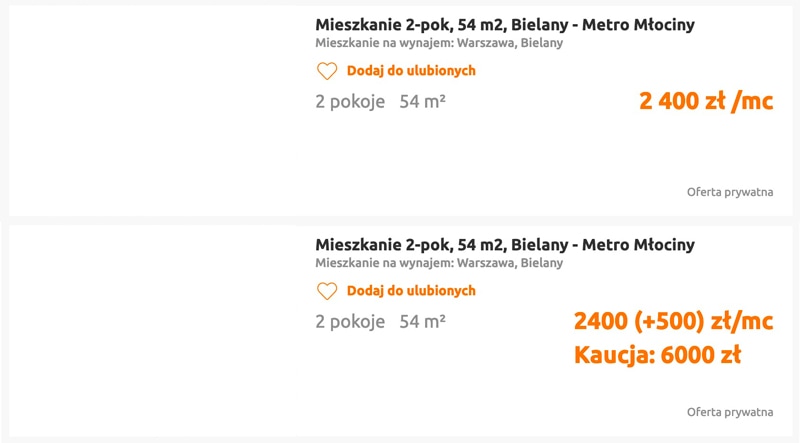 Mieszkanie 2-pok, 54 m2, Bielany - Metro Młociny
Mieszkanie na wynajem: Warszawa, Bielany
Dodaj do ulubionych
2 pokoje 54 m²
2 400 zł /mc
Oferta prywatna
Mieszkanie 2-pok, 54 m2, Bielany - Metro Młociny
Mieszkanie na wynajem: Warszawa, Bielany
Dodaj do ulubionych
2 pokoje 54 m²
2400 (+500) zł/mc
Kaucja: 6000 zł
Oferta prywatna